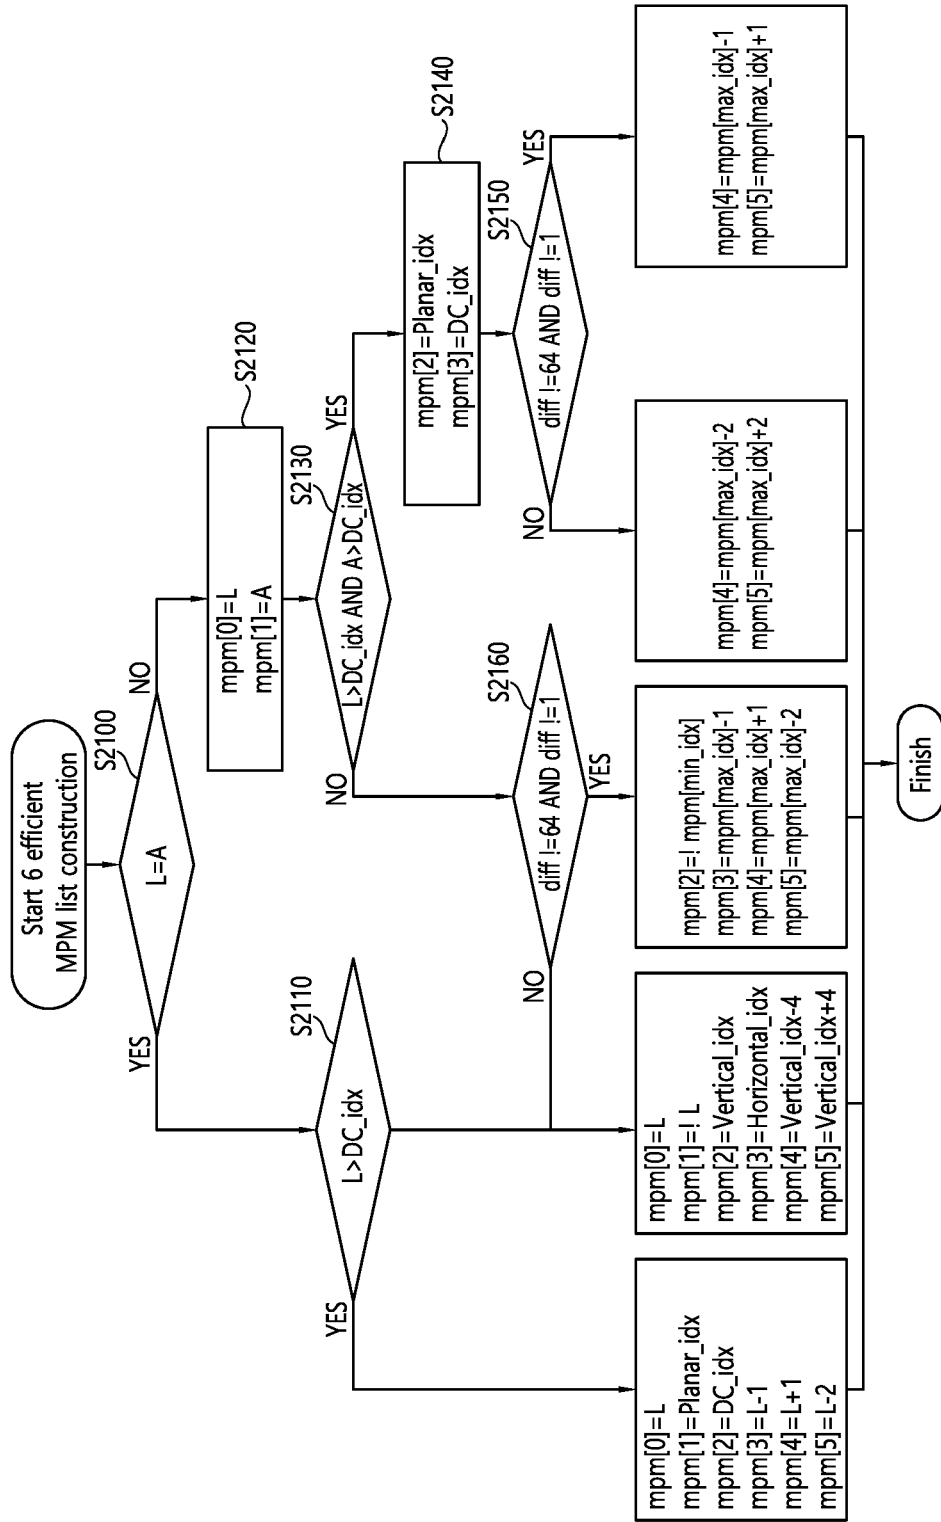 Start 6 efficient
MPM list construction
S2100
L=A
YES
NO
S2120
mpm[0]=L
mpm[1]=A
S2110
L>DC_idx
YES
S2130
L>DC_idx AND A>DC_idx
NO
YES
S2140
mpm[2]=Planar_idx
mpm[3]=DC_idx
S2160
diff !=64 AND diff !=1
NO
YES
S2150
diff !=64 AND diff !=1
NO
YES
mpm[0]=L
mpm[1]=Planar_idx
mpm[2]=DC_idx
mpm[3]=L-1
mpm[4]=L+1
mpm[5]=L-2
mpm[0]=L
mpm[1]=! L
mpm[2]=Vertical_idx
mpm[3]=Horizontal_idx
mpm[4]=Vertical_idx-4
mpm[5]=Vertical_idx+4
mpm[2]=! mpm[min_idx]
mpm[3]=mpm[max_idx]-1
mpm[4]=mpm[max_idx]+1
mpm[5]=mpm[max_idx]-2
mpm[4]=mpm[max_idx]-2
mpm[5]=mpm[max_idx]+2
mpm[4]=mpm[max_idx]-1
mpm[5]=mpm[max_idx]+1
Finish